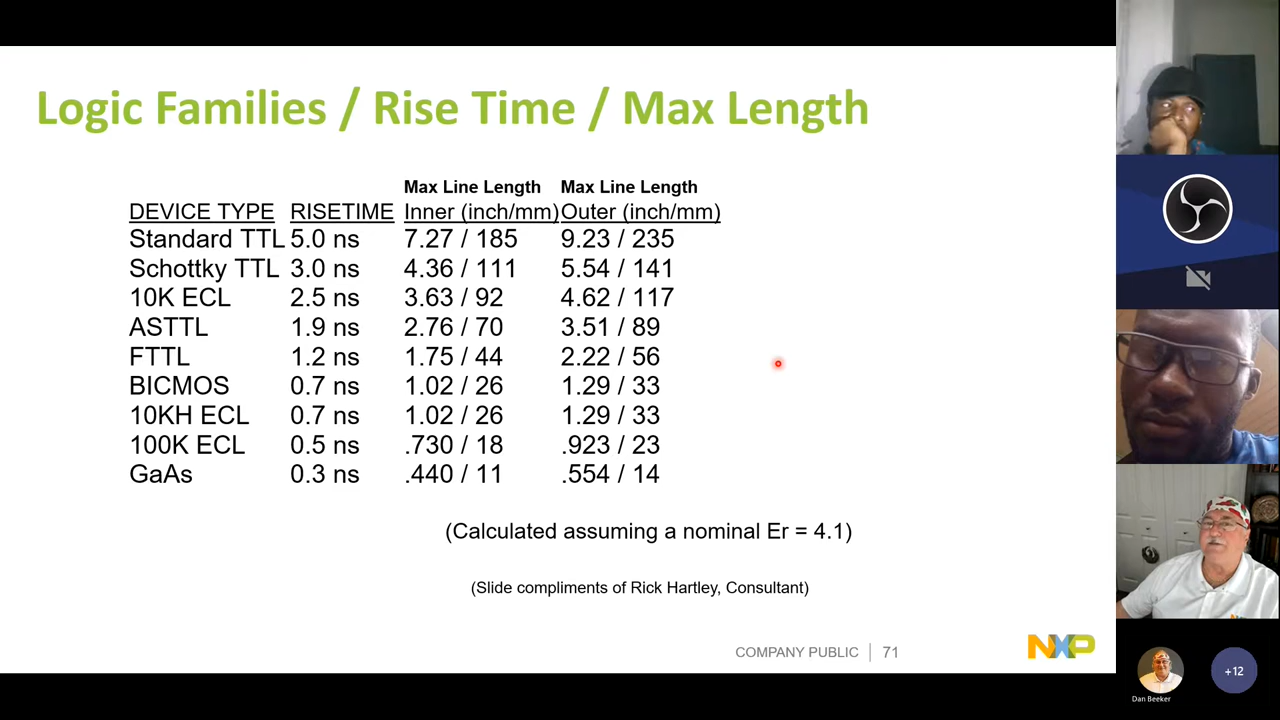 Logic Families / Rise Time / Max Length
Max Line Length Max Line Length
DEVICE TYPE RISETIME Inner (inch/mm) Outer (inch/mm)
Standard TTL 5.0 ns 7.27 / 185 9.23 / 235
Schottky TTL 3.0 ns 4.36 / 111 5.54 / 141
10K ECL 2.5 ns 3.63 / 92 4.62 / 117
ASTTL 1.9 ns 2.76 / 70 3.51 / 89
FTTL 1.2 ns 1.75 / 44 2.22 / 56
BICMOS 0.7 ns 1.02 / 26 1.29 / 33
10KH ECL 0.7 ns 1.02 / 26 1.29 / 33
100K ECL 0.5 ns .730 / 18 .923 / 23
GaAs 0.3 ns .440 / 11 .554 / 14
(Calculated assuming a nominal Er = 4.1)
(Slide compliments of Rick Hartley, Consultant)
COMPANY PUBLIC | 71
NXP
Dan Beeker
+12